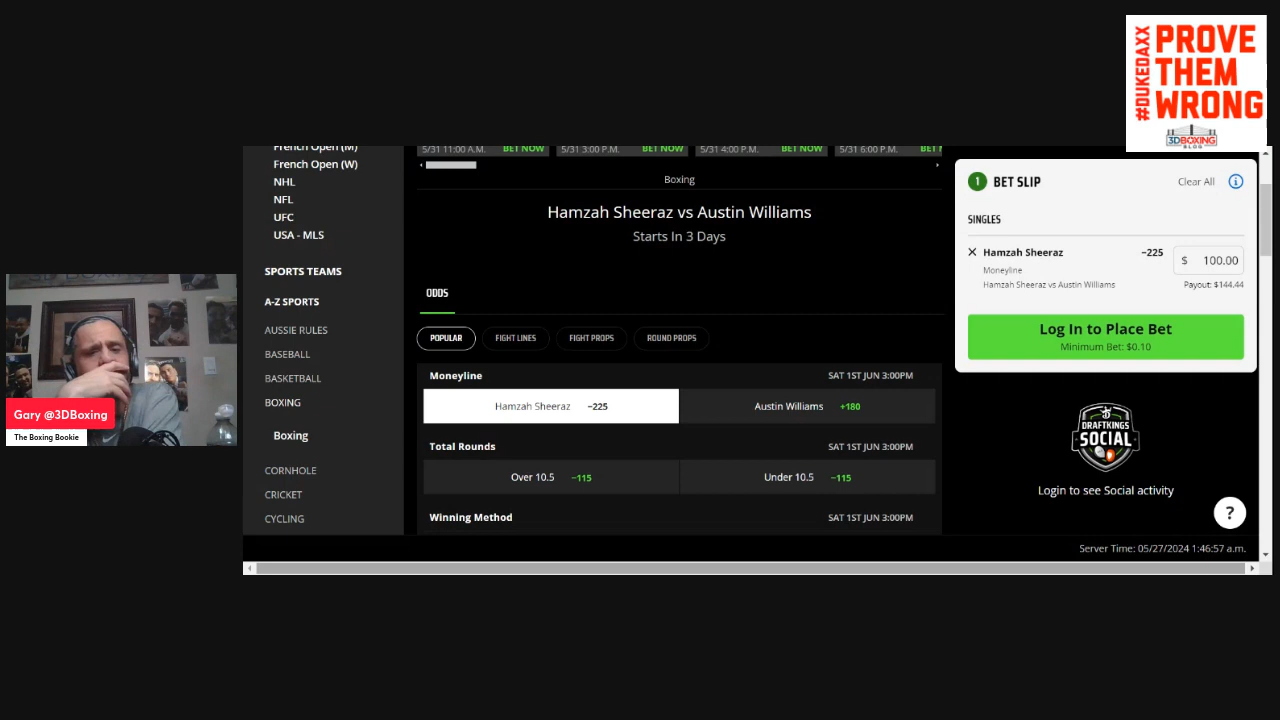 #DUKEDAXX
PROVE
THEM
WRONG
3DBOXING
BLOG
French Open (M)
French Open (W)
NHL
NFL
UFC
USA - MLS
SPORTS TEAMS
A-Z SPORTS
AUSSIE RULES
BASEBALL
BASKETBALL
BOXING
Boxing
CORNHOLE
CRICKET
CYCLING
5/31 11:00 A.M. BET NOW 5/31 3:00 P.M. BET NOW 5/31 4:00 P.M. BET NOW 5/31 6:00 P.M. BET N
Boxing
Hamzah Sheeraz vs Austin Williams
Starts In 3 Days
ODDS
POPULAR FIGHT LINES FIGHT PROPS ROUND PROPS
Moneyline SAT 1ST JUN 3:00PM
Hamzah Sheeraz −225 Austin Williams +180
Total Rounds SAT 1ST JUN 3:00PM
Over 10.5 −115 Under 10.5 −115
Winning Method SAT 1ST JUN 3:00PM
1 BET SLIP Clear All i
SINGLES
Hamzah Sheeraz −225 $ 100.00
Moneyline
Hamzah Sheeraz vs Austin Williams Payout: $144.44
Log In to Place Bet
Minimum Bet: $0.10
DRAFTKINGS
SOCIAL
Login to see Social activity
?
Server Time: 05/27/2024 1:46:57 a.m.
Gary @3DBoxing
The Boxing Bookie